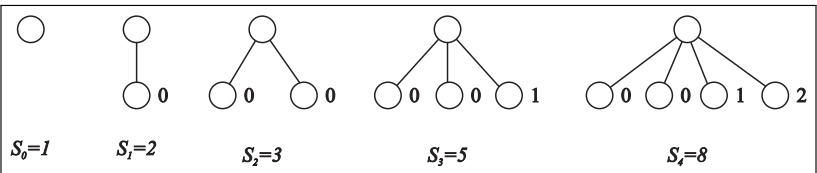 0 0 0 0 0 1 0 0 1 2
S₀=1 S₁=2 S₂=3 S₃=5 S₄=8